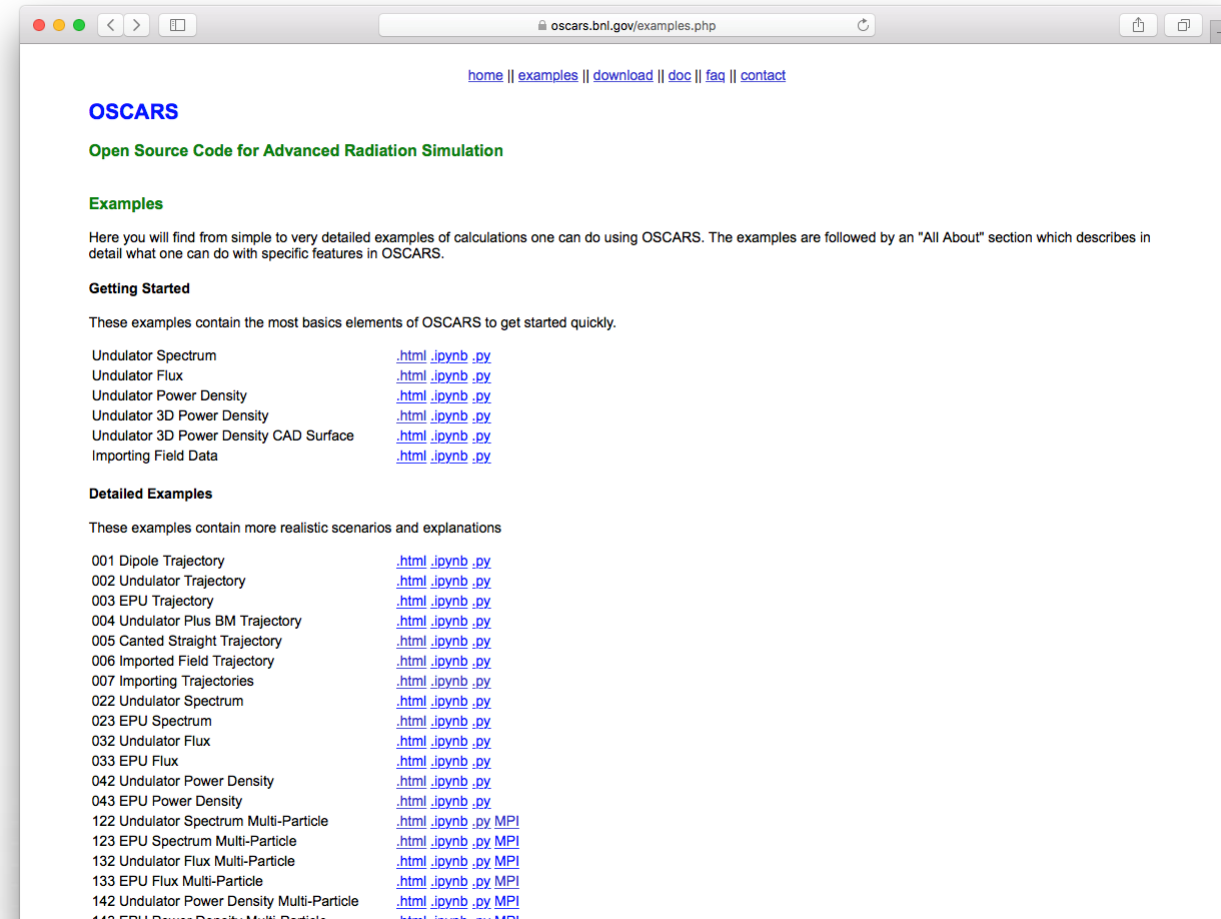 oscars.bnl.gov/examples.php
home || examples || download || doc || faq || contact
OSCARS
Open Source Code for Advanced Radiation Simulation
Examples
Here you will find from simple to very detailed examples of calculations one can do using OSCARS. The examples are followed by an "All About" section which describes in
detail what one can do with specific features in OSCARS.
Getting Started
These examples contain the most basics elements of OSCARS to get started quickly.
Undulator Spectrum .html .ipynb .py
Undulator Flux .html .ipynb .py
Undulator Power Density .html .ipynb .py
Undulator 3D Power Density .html .ipynb .py
Undulator 3D Power Density CAD Surface .html .ipynb .py
Importing Field Data .html .ipynb .py
Detailed Examples
These examples contain more realistic scenarios and explanations
001 Dipole Trajectory .html .ipynb .py
002 Undulator Trajectory .html .ipynb .py
003 EPU Trajectory .html .ipynb .py
004 Undulator Plus BM Trajectory .html .ipynb .py
005 Canted Straight Trajectory .html .ipynb .py
006 Imported Field Trajectory .html .ipynb .py
007 Importing Trajectories .html .ipynb .py
022 Undulator Spectrum .html .ipynb .py
023 EPU Spectrum .html .ipynb .py
032 Undulator Flux .html .ipynb .py
033 EPU Flux .html .ipynb .py
042 Undulator Power Density .html .ipynb .py
043 EPU Power Density .html .ipynb .py
122 Undulator Spectrum Multi-Particle .html .ipynb .py MPI
123 EPU Spectrum Multi-Particle .html .ipynb .py MPI
132 Undulator Flux Multi-Particle .html .ipynb .py MPI
133 EPU Flux Multi-Particle .html .ipynb .py MPI
142 Undulator Power Density Multi-Particle .html .ipynb .py MPI
143 EPU Power Density Multi-Particle .html .ipynb .py MPI